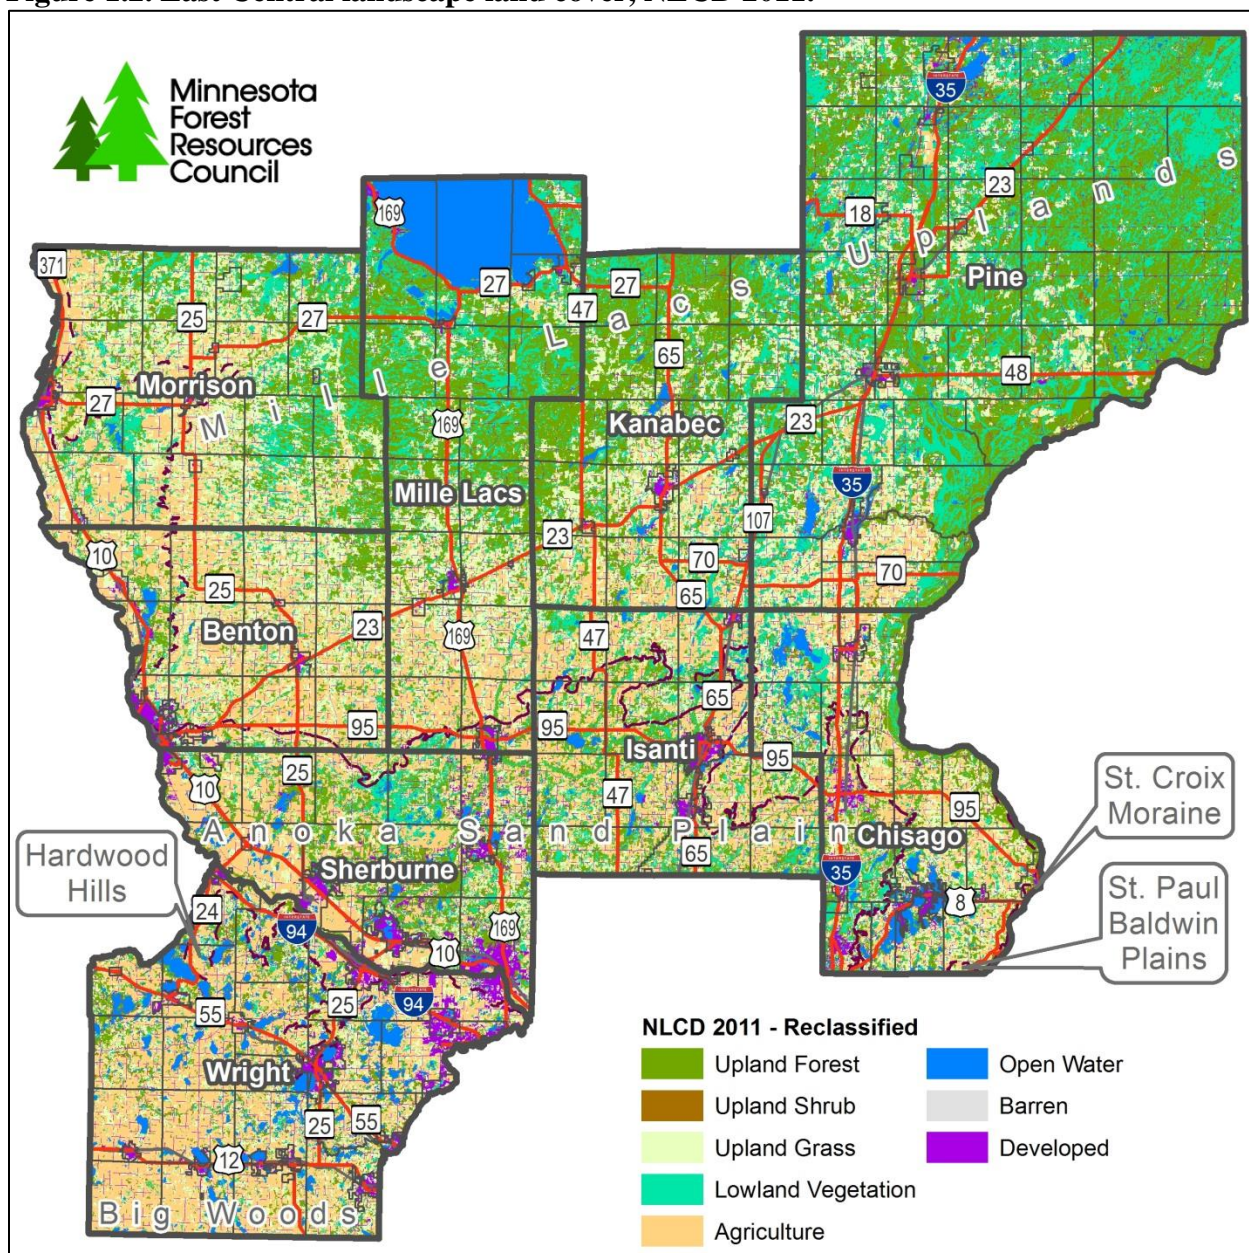 Figure 1.2. East Central landscape land cover, NLCD 2011.
Minnesota
Forest
Resources
Council
35
169
18
23
Uplands
Pine
371
25
27
27
47
27
Lacs
65
48
Morrison
27
Mille
169
Kanabec
23
35
Mille Lacs
107
10
23
70
70
25
65
Benton
23
169
47
65
95
95
Isanti
95
10
25
47
95
St. Croix
Moraine
Anoka Sand Plain
Chisago
65
Hardwood
Hills
Sherburne
35
8
St. Paul
Baldwin
Plains
24
94
169
10
55
25
94
Wright
25
55
12
Big Woods
NLCD 2011 - Reclassified
Upland Forest
Upland Shrub
Upland Grass
Lowland Vegetation
Agriculture
Open Water
Barren
Developed